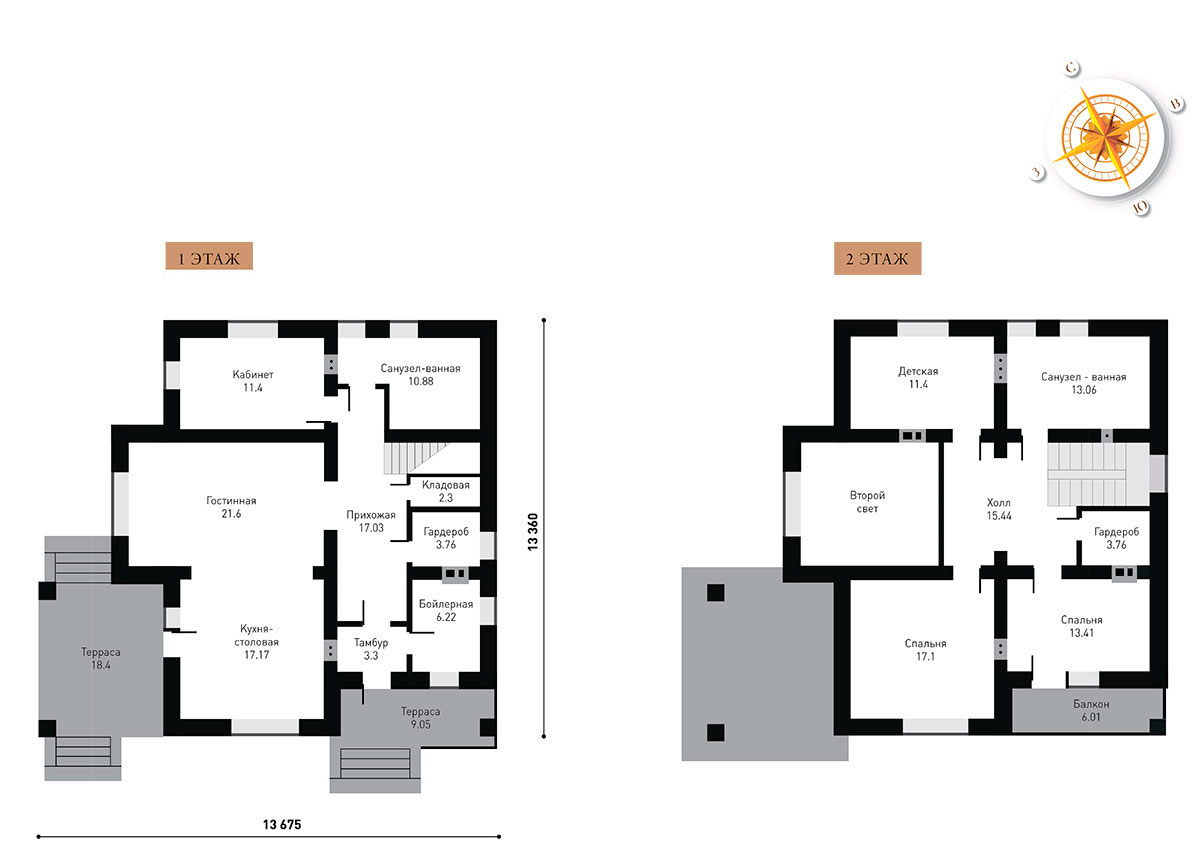 С
В
З
Ю
1 ЭТАЖ
2 ЭТАЖ
Кабинет
11.4
Санузел-ванная
10.88
Гостинная
21.6
Прихожая
17.03
Кладовая
2.3
Гардероб
3.76
Бойлерная
6.22
Кухня-
столовая
17.17
Тамбур
3.3
Терраса
18.4
Терраса
9.05
13 360
13 675
Детская
11.4
Санузел - ванная
13.06
Второй
свет
Холл
15.44
Гардероб
3.76
Спальня
17.1
Спальня
13.41
Балкон
6.01